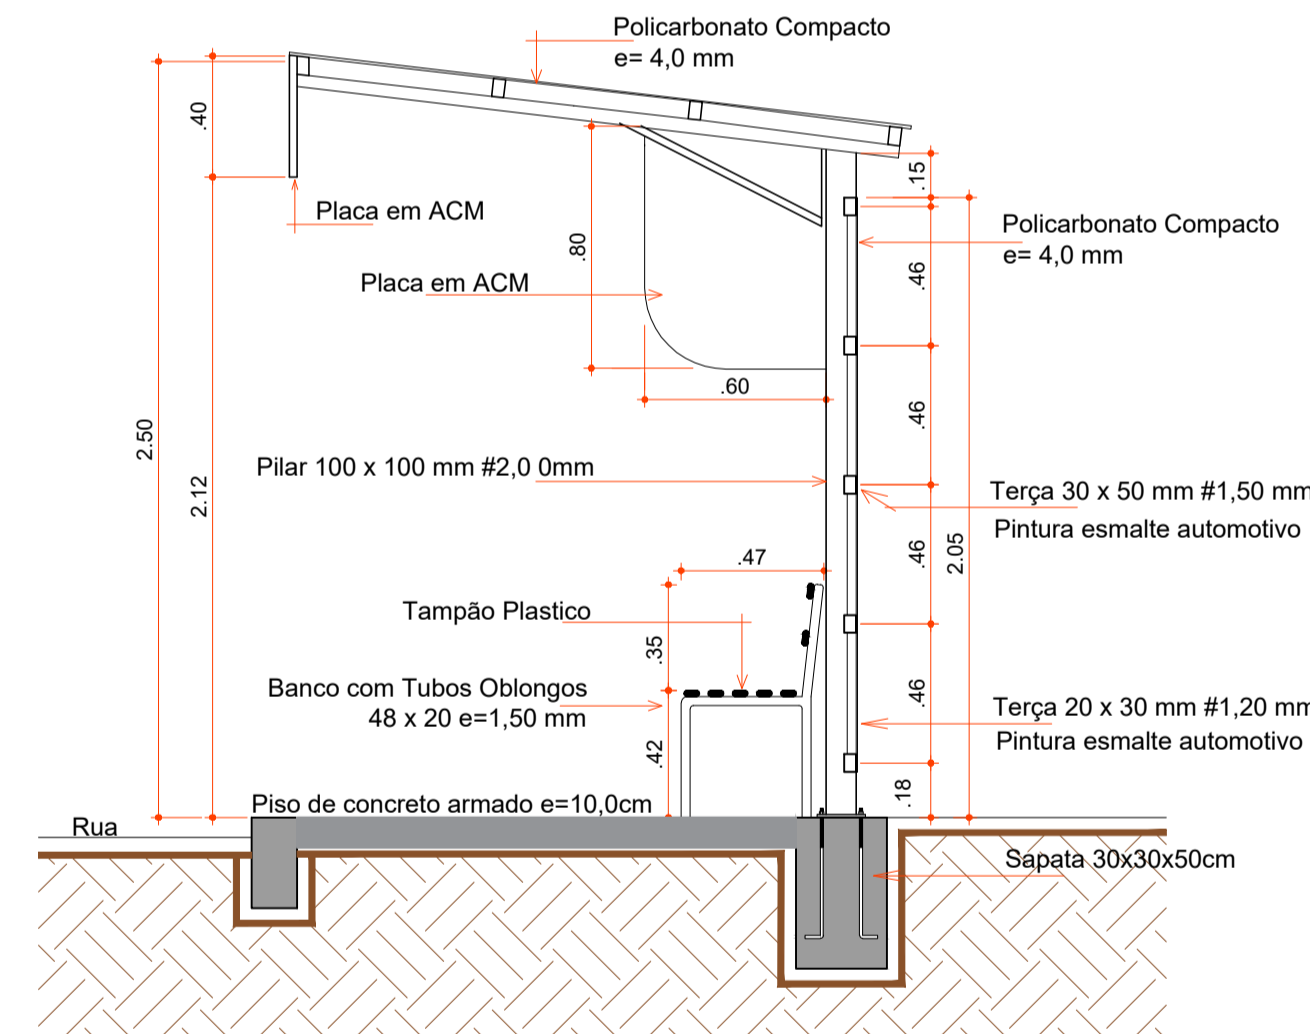 Policarbonato Compacto
e= 4,0 mm
.40
.15
Placa em ACM
Policarbonato Compacto
e= 4,0 mm
.80
.46
Placa em ACM
.60
.46
2.50
Pilar 100 x 100 mm #2,0 0mm
2.12
Terça 30 x 50 mm #1,50 mm
Pintura esmalte automotivo
.47
.46
2.05
Tampão Plastico
.35
Banco com Tubos Oblongos
48 x 20 e=1,50 mm
.46
Terça 20 x 30 mm #1,20 mm
Pintura esmalte automotivo
.42
.18
Piso de concreto armado e=10,0cm
Rua
Sapata 30x30x50cm